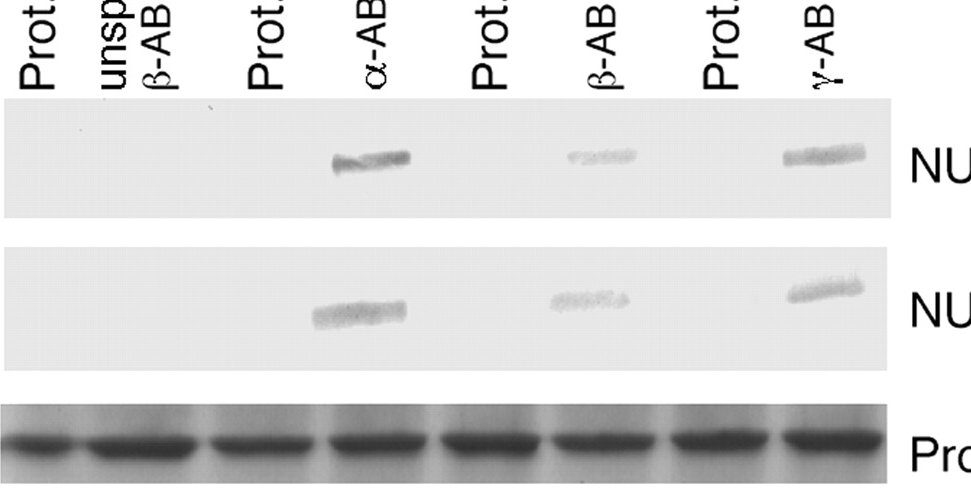 Prot.
unsp
β-AB
Prot.
α-AB
Prot.
β-AB
Prot.
γ-AB
NU
NU
Pro